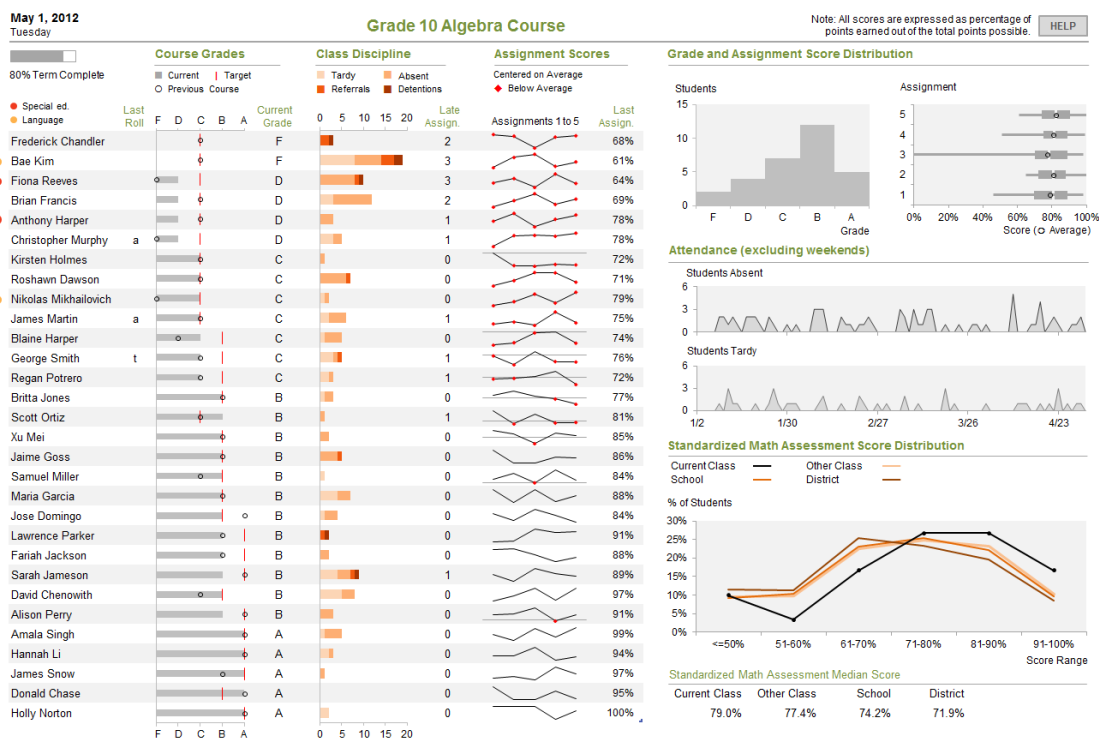 May 1, 2012
Tuesday
Grade 10 Algebra Course
Note: All scores are expressed as percentage of
points earned out of the total points possible.
HELP
80% Term Complete
Special ed.
Language
Last
Roll
Course Grades
Current
Target
Previous Course
F D C B A
Current
Grade
Class Discipline
Tardy
Absent
Referrals
Detentions
0 5 10 15 20
Late
Assign.
Assignment Scores
Centered on Average
Below Average
Assignments 1 to 5
Last
Assign.
Frederick Chandler F 2 68%
Bae Kim F 3 61%
Fiona Reeves D 3 64%
Brian Francis D 2 69%
Anthony Harper D 1 78%
Christopher Murphy a D 1 78%
Kirsten Holmes C 0 72%
Roshawn Dawson C 0 71%
Nikolas Mikhailovich C 0 79%
James Martin a C 1 75%
Blaine Harper C 0 74%
George Smith t C 1 76%
Regan Potrero C 1 72%
Britta Jones B 0 77%
Scott Ortiz B 1 81%
Xu Mei B 0 85%
Jaime Goss B 0 86%
Samuel Miller B 0 84%
Maria Garcia B 0 88%
Jose Domingo B 0 84%
Lawrence Parker B 0 91%
Fariah Jackson B 0 88%
Sarah Jameson B 1 89%
David Chenowith B 0 97%
Alison Perry B 0 91%
Amala Singh A 0 99%
Hannah Li A 0 94%
James Snow A 0 97%
Donald Chase A 0 95%
Holly Norton A 0 100%
F D C B A
0 5 10 15 20
Grade and Assignment Score Distribution
Students
15
10
5
0
F D C B A
Grade
Assignment
5
4
3
2
1
0% 20% 40% 60% 80% 100%
Score (o Average)
Attendance (excluding weekends)
Students Absent
6
3
0
Students Tardy
6
3
0
1/2 1/30 2/27 3/26 4/23
Standardized Math Assessment Score Distribution
Current Class
Other Class
School
District
% of Students
30%
25%
20%
15%
10%
5%
0%
<=50% 51-60% 61-70% 71-80% 81-90% 91-100%
Score Range
Standardized Math Assessment Median Score
Current Class Other Class School District
79.0% 77.4% 74.2% 71.9%